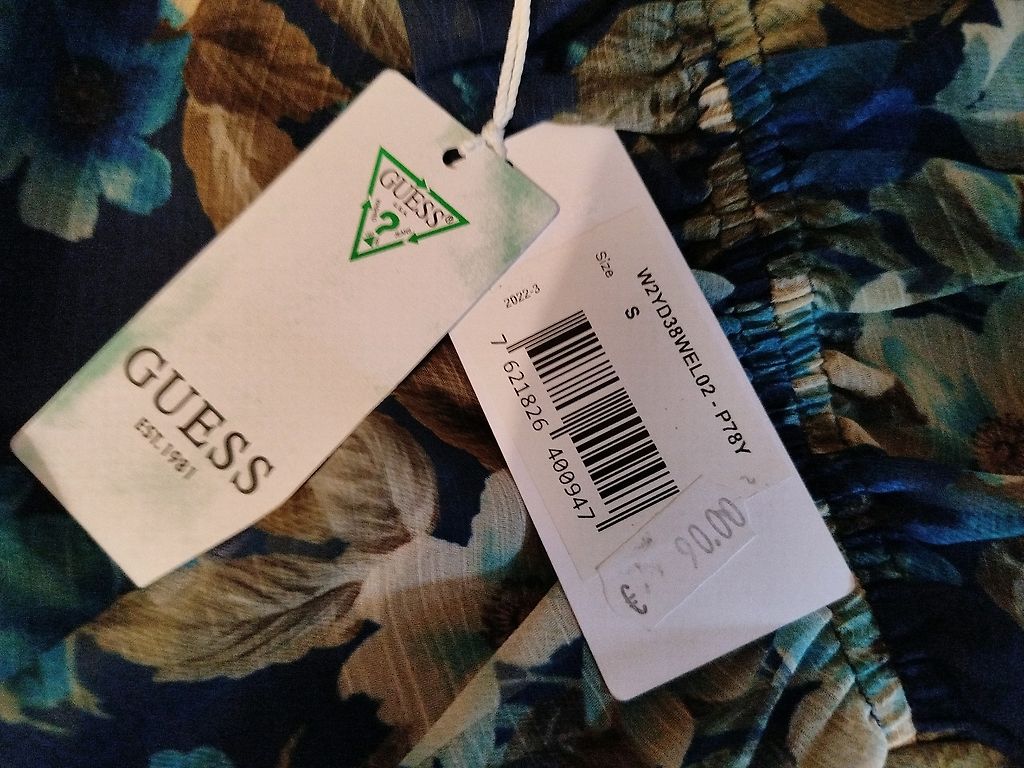 GUESS®
U.S.A.
?
GUESS
EST. 1981
W2YD38WEL02 - P78Y
Size
S
2022-3
7 621826 400947
90.00